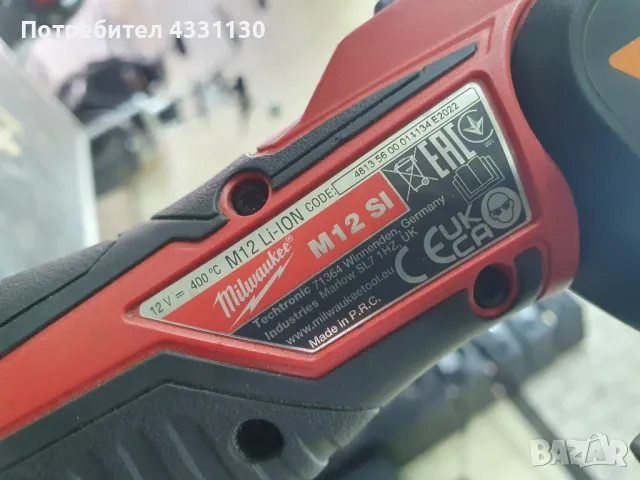 Потребител 4331130
12 V 400°C M12 Li-ION CODE: 4813 56 00 011134 E2022
Milwaukee®
M12 SI
EAC
Techtronic 71364 Winnenden, Germany
Industries Marlow SL7 1HZ, UK
www.milwaukeetool.eu
Made in P.R.C.
CE UK
CA
BAZAR